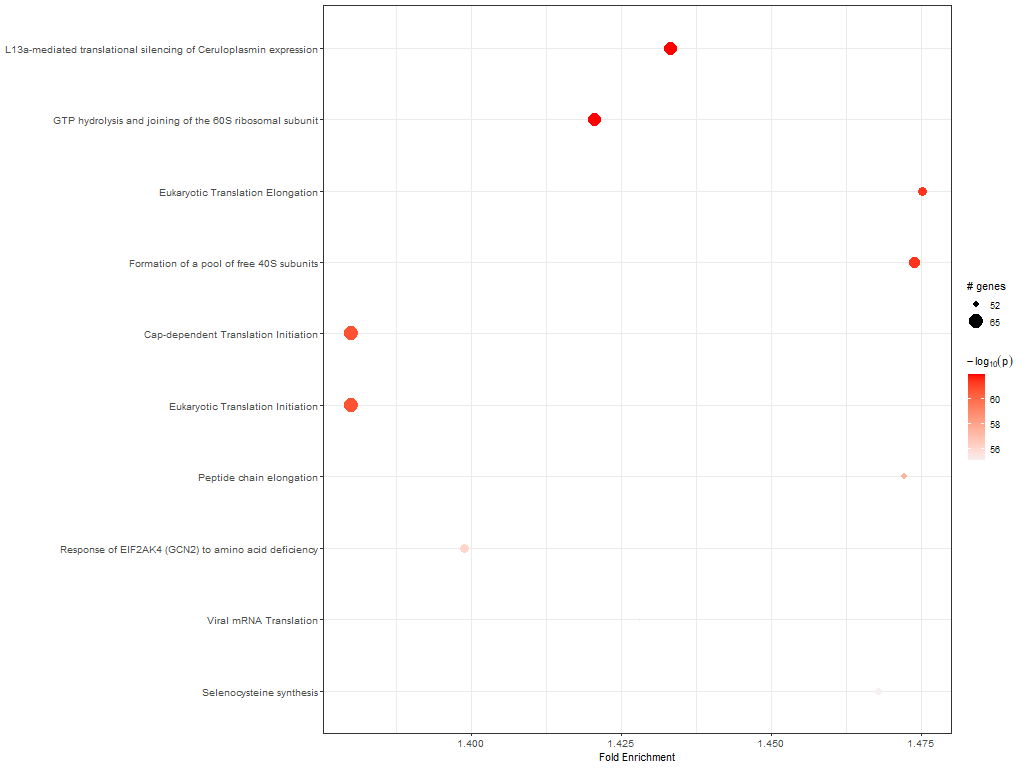 L13a-mediated translational silencing of Ceruloplasmin expression
GTP hydrolysis and joining of the 60S ribosomal subunit
Eukaryotic Translation Elongation
Formation of a pool of free 40S subunits
Cap-dependent Translation Initiation
Eukaryotic Translation Initiation
Peptide chain elongation
Response of EIF2AK4 (GCN2) to amino acid deficiency
Viral mRNA Translation
Selenocysteine synthesis
1.400 1.425 1.450 1.475
Fold Enrichment
# genes
52
65
−log₁₀(p)
60
58
56